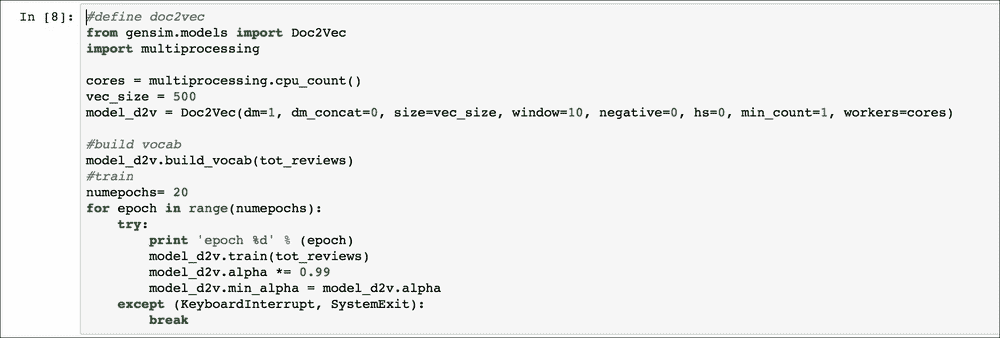 In [8]: #define doc2vec
from gensim.models import Doc2Vec
import multiprocessing

cores = multiprocessing.cpu_count()
vec_size = 500
model_d2v = Doc2Vec(dm=1, dm_concat=0, size=vec_size, window=10, negative=0, hs=0, min_count=1, workers=cores)

#build vocab
model_d2v.build_vocab(tot_reviews)
#train
numepochs= 20
for epoch in range(numepochs):
    try:
        print 'epoch %d' % (epoch)
        model_d2v.train(tot_reviews)
        model_d2v.alpha *= 0.99
        model_d2v.min_alpha = model_d2v.alpha
    except (KeyboardInterrupt, SystemExit):
        break